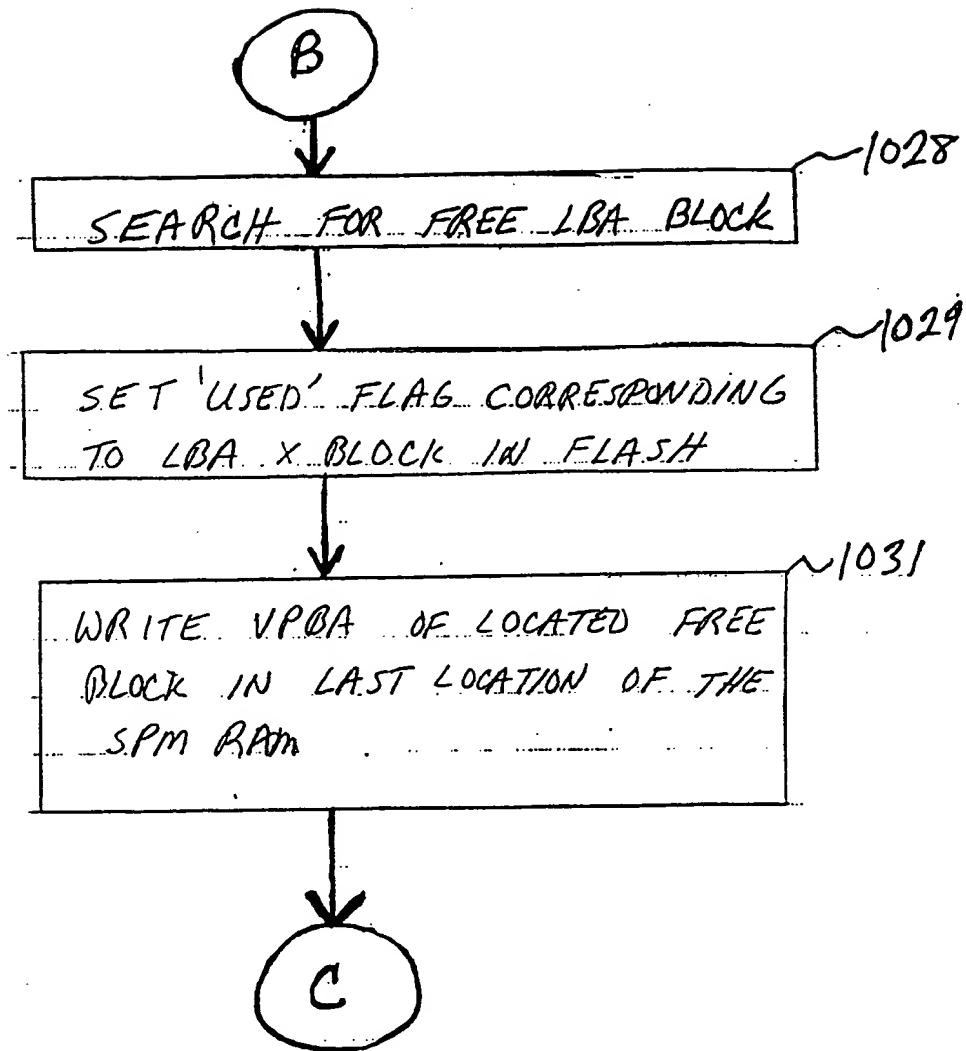 B
1028
SEARCH FOR FREE LBA BLOCK
1029
SET 'USED' FLAG CORRESPONDING
TO LBA X BLOCK IN FLASH
1031
WRITE VPBA OF LOCATED FREE
BLOCK IN LAST LOCATION OF THE
SPM RAM
C